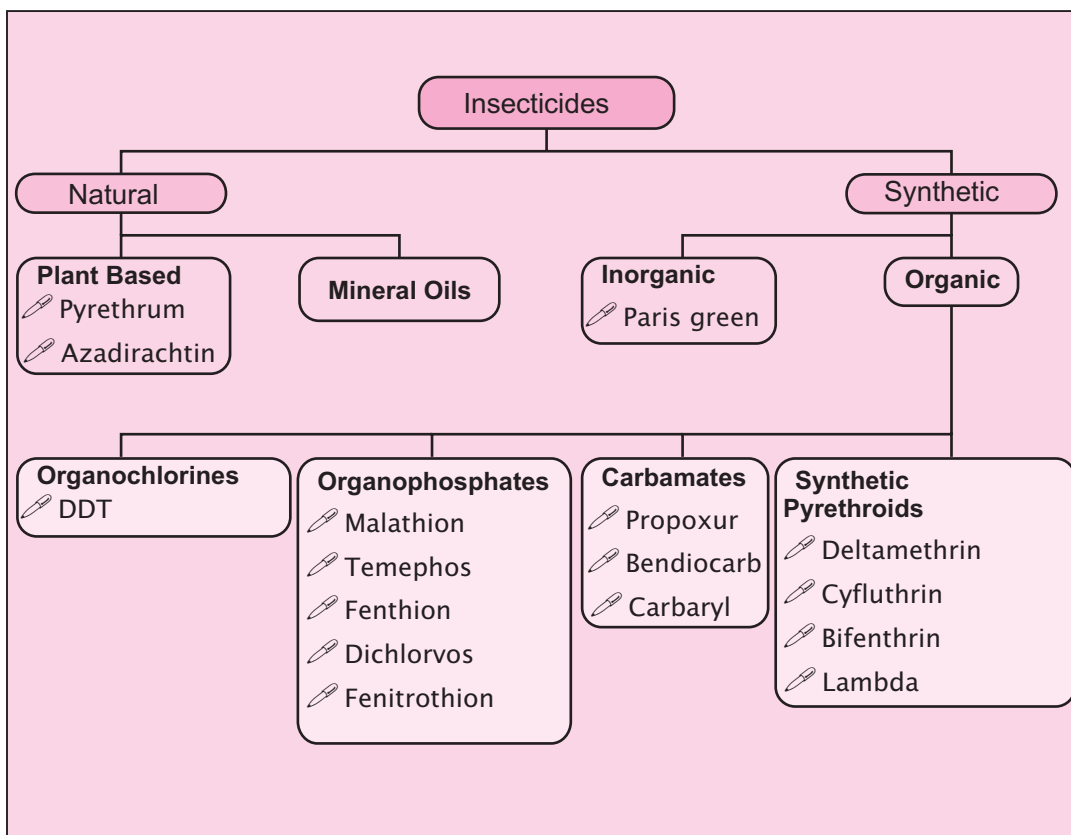 Insecticides
Natural
Synthetic
Plant Based
Pyrethrum
Azadirachtin
Mineral Oils
Inorganic
Paris green
Organic
Organochlorines
DDT
Organophosphates
Malathion
Temephos
Fenthion
Dichlorvos
Fenitrothion
Carbamates
Propoxur
Bendiocarb
Carbaryl
Synthetic
Pyrethroids
Deltamethrin
Cyfluthrin
Bifenthrin
Lambda